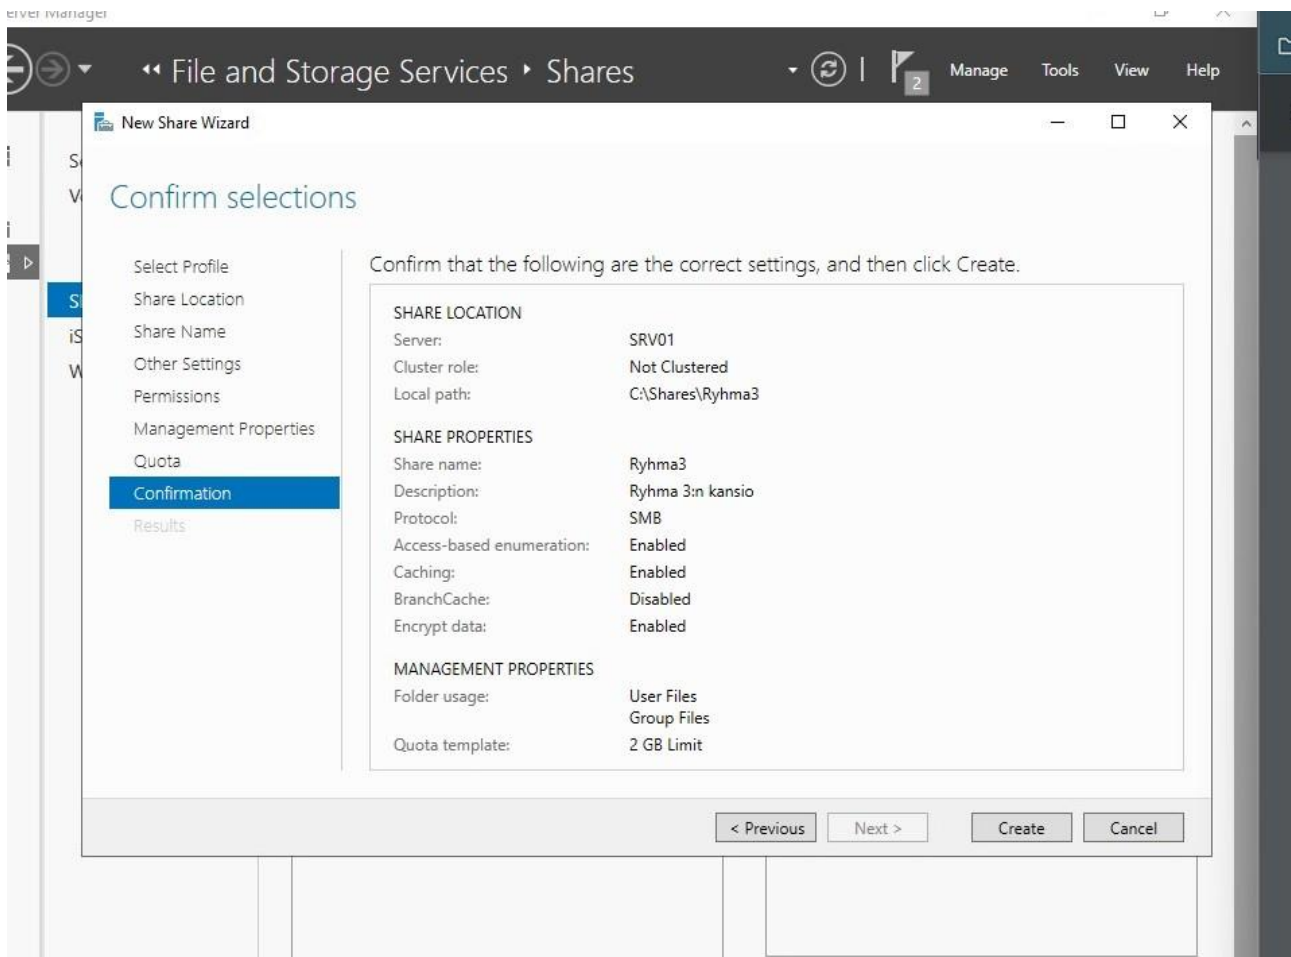 File and Storage Services ‣ Shares
2
Manage
Tools
View
Help
New Share Wizard
Confirm selections
Select Profile
Share Location
Share Name
Other Settings
Permissions
Management Properties
Quota
Confirmation
Results
Confirm that the following are the correct settings, and then click Create.
SHARE LOCATION
Server: SRV01
Cluster role: Not Clustered
Local path: C:\Shares\Ryhma3
SHARE PROPERTIES
Share name: Ryhma3
Description: Ryhma 3:n kansio
Protocol: SMB
Access-based enumeration: Enabled
Caching: Enabled
BranchCache: Disabled
Encrypt data: Enabled
MANAGEMENT PROPERTIES
Folder usage: User Files
Group Files
Quota template: 2 GB Limit
< Previous
Next >
Create
Cancel